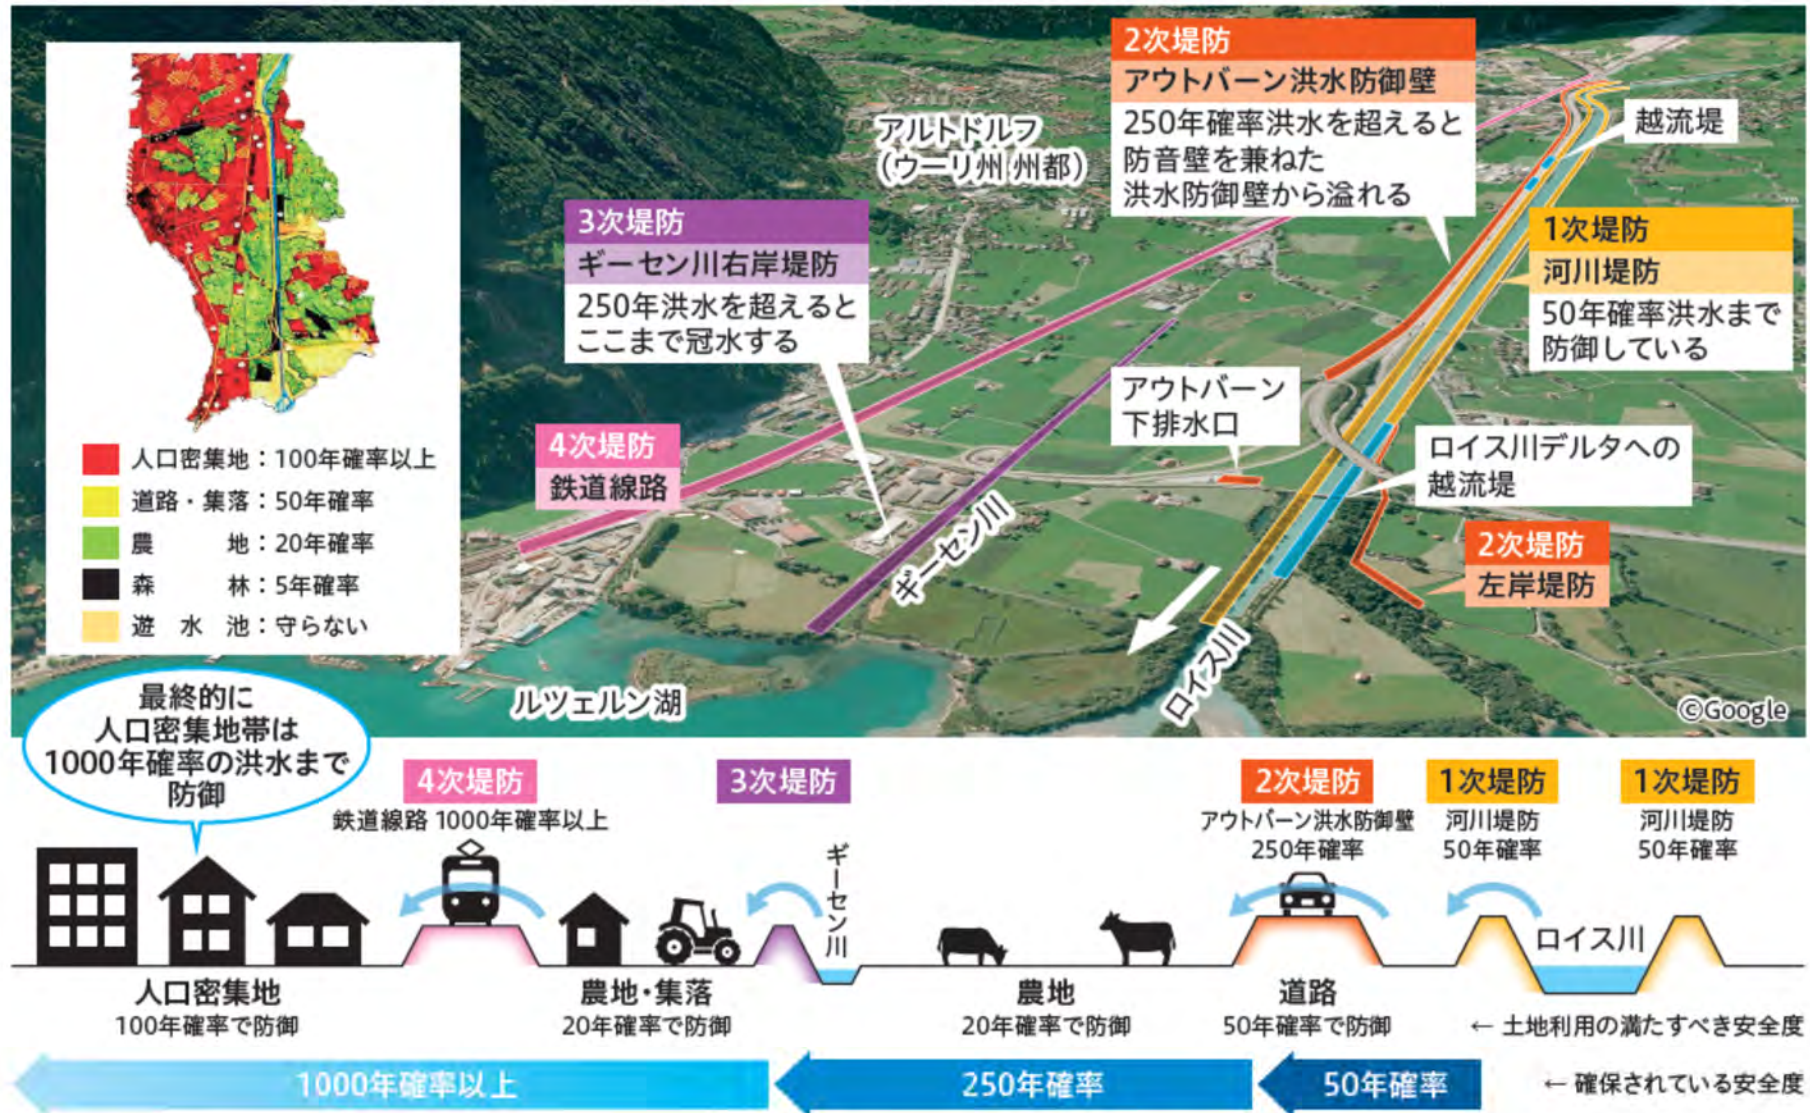 2次堤防
アウトバーン洪水防御壁
250年確率洪水を超えると
防音壁を兼ねた
洪水防御壁から溢れる
越流堤
アルトドルフ
（ウーリ州 州都）
3次堤防
ギーセン川右岸堤防
250年洪水を超えると
ここまで冠水する
1次堤防
河川堤防
50年確率洪水まで
防御している
アウトバーン
下排水口
4次堤防
鉄道線路
ロイス川デルタへの
越流堤
2次堤防
左岸堤防
ギーセン川
ロイス川
ルツェルン湖
©Google
人口密集地：100年確率以上
道路・集落：50年確率
農　　地：20年確率
森　　林：5年確率
遊 水 池：守らない
最終的に
人口密集地帯は
1000年確率の洪水まで
防御
4次堤防
鉄道線路 1000年確率以上
3次堤防
ギーセン川
2次堤防
アウトバーン洪水防御壁
250年確率
1次堤防
河川堤防
50年確率
1次堤防
河川堤防
50年確率
ロイス川
人口密集地
100年確率で防御
農地・集落
20年確率で防御
農地
20年確率で防御
道路
50年確率で防御
← 土地利用の満たすべき安全度
1000年確率以上
250年確率
50年確率
← 確保されている安全度